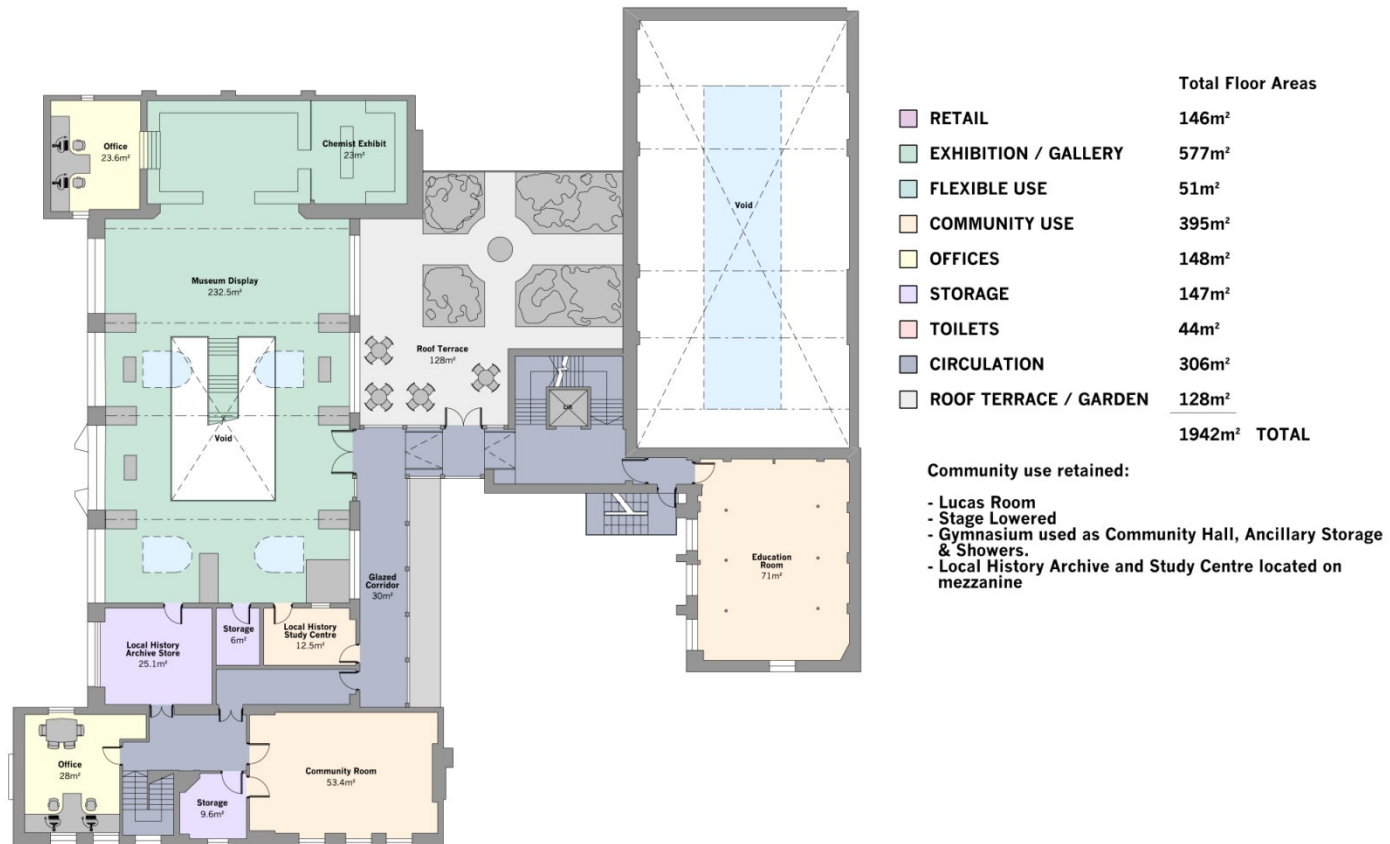 Office
23.6m²
Chemist Exhibit
23m²
Museum Display
232.5m²
Void
Roof Terrace
128m²
Lift
Void
Void
Glazed
Corridor
30m²
Education
Room
71m²
Local History
Archive Store
25.1m²
Storage
6m²
Local History
Study Centre
12.5m²
Office
28m²
Storage
9.6m²
Community Room
53.4m²
Total Floor Areas
RETAIL 146m²
EXHIBITION / GALLERY 577m²
FLEXIBLE USE 51m²
COMMUNITY USE 395m²
OFFICES 148m²
STORAGE 147m²
TOILETS 44m²
CIRCULATION 306m²
ROOF TERRACE / GARDEN 128m²
1942m² TOTAL
Community use retained:
- Lucas Room
- Stage Lowered
- Gymnasium used as Community Hall, Ancillary Storage
& Showers.
- Local History Archive and Study Centre located on
mezzanine